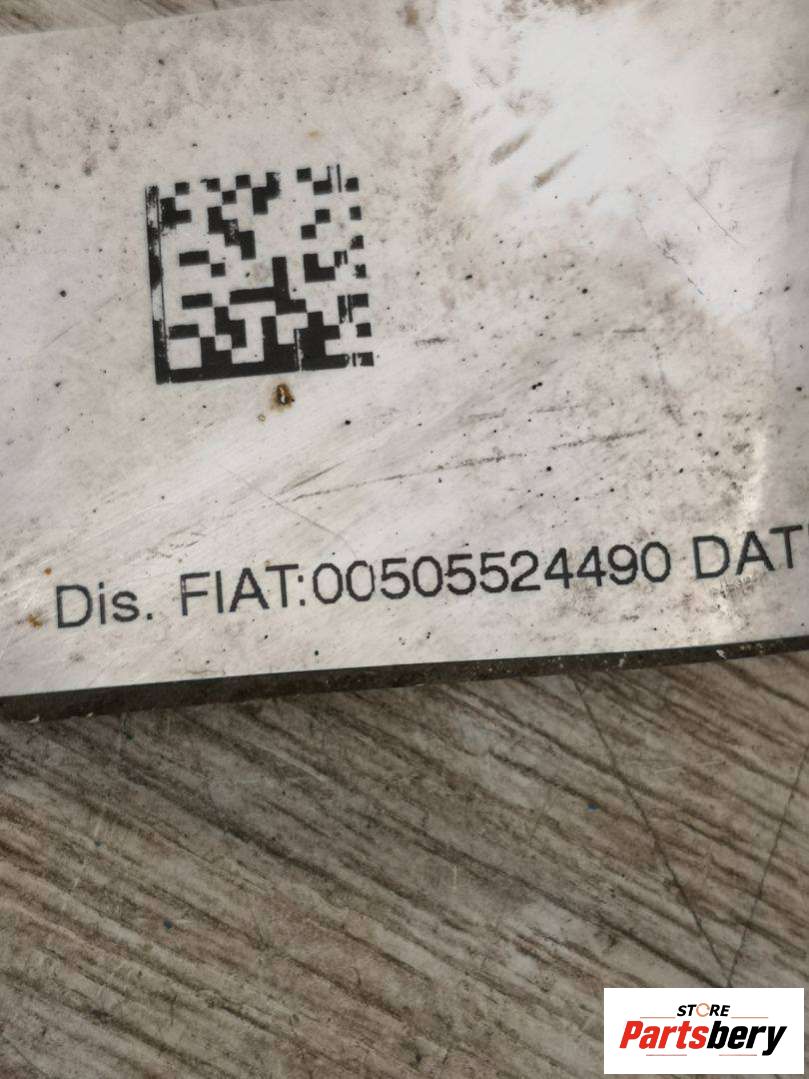 Dis. FIAT:00505524490 DAT
STORE
Partsbery